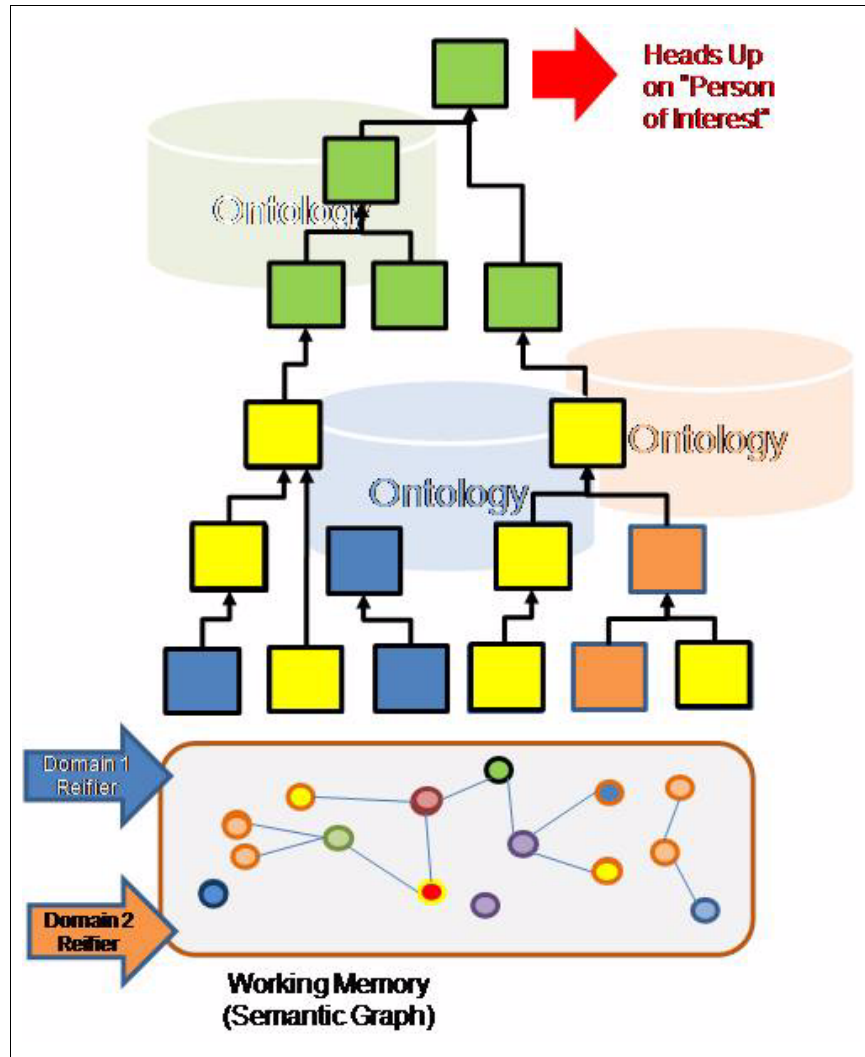 Heads Up
on "Person
of Interest"
Ontology
Ontology
Ontology
Domain 1
Reifier
Domain 2
Reifier
Working Memory
(Semantic Graph)